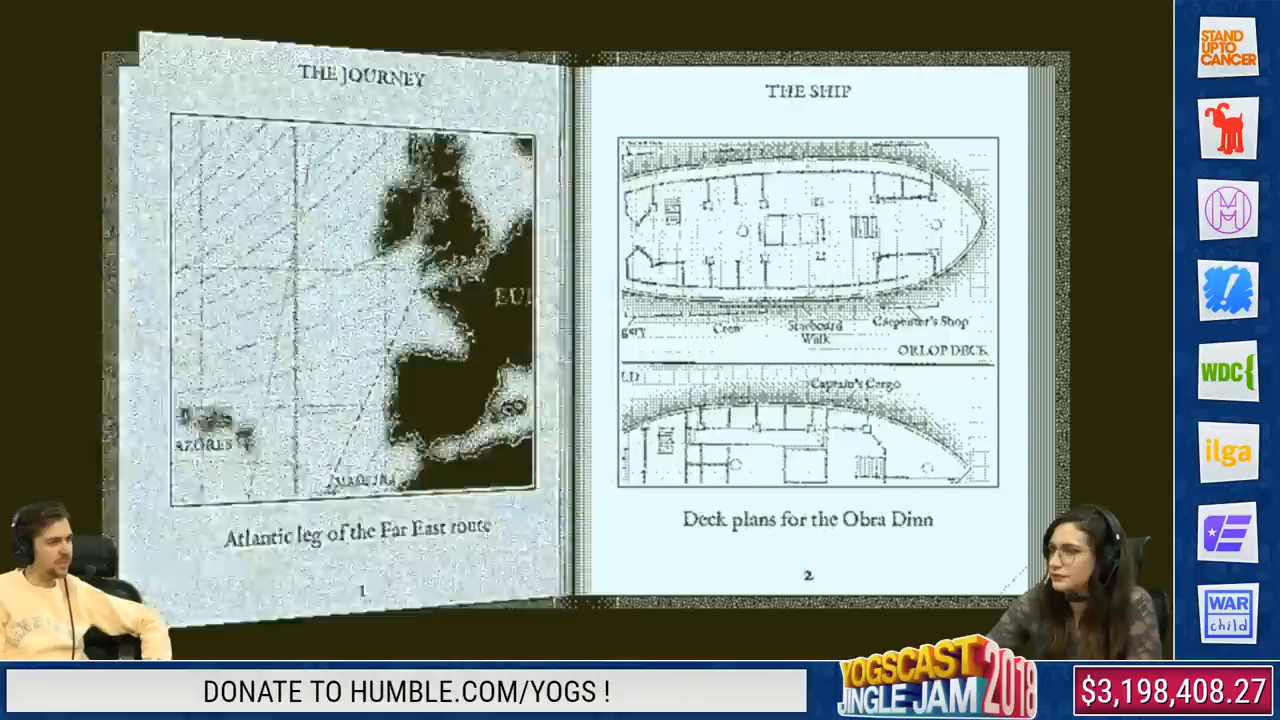 THE JOURNEY
AZORES
MADEIRA
Atlantic leg of the Far East route
1
THE SHIP
Crew
Starboard
Walk
Carpenter's Shop
ORLOP DECK
Captain's Cargo
Deck plans for the Obra Dinn
2
STAND
UP TO
CANCER
WDC
ilga
WAR
child
DONATE TO HUMBLE.COM/YOGS !
YOGSCAST
JINGLE JAM 2018
$3,198,408.27